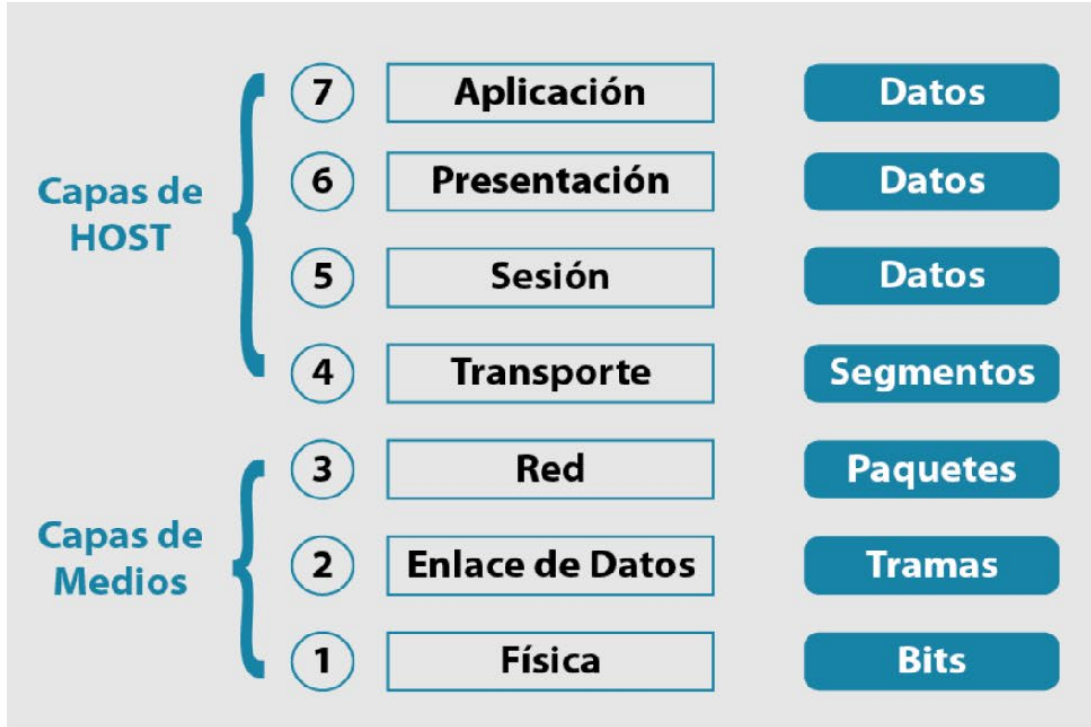 7 Aplicación Datos
6 Presentación Datos
Capas de
HOST
5 Sesión Datos
4 Transporte Segmentos
3 Red Paquetes
Capas de
Medios
2 Enlace de Datos Tramas
1 Física Bits